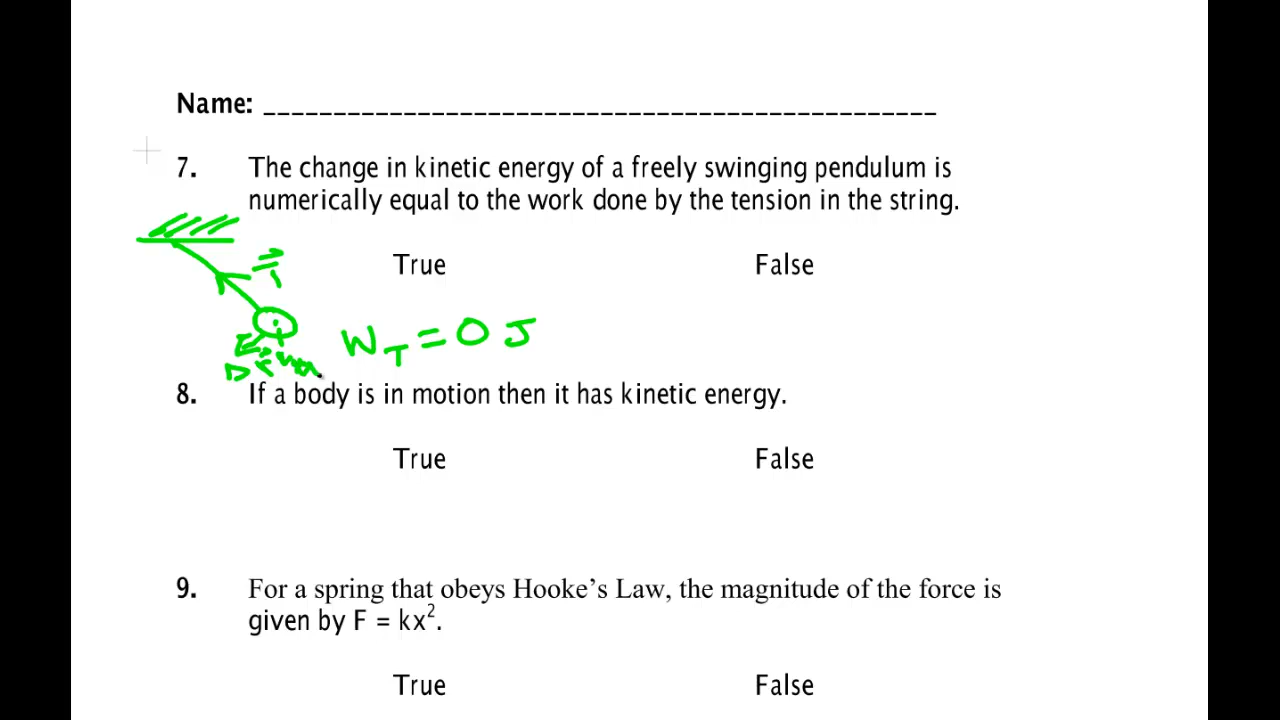 Name: ________________________________________________
7. The change in kinetic energy of a freely swinging pendulum is
numerically equal to the work done by the tension in the string.
True False
T
W_T = 0 J
8. If a body is in motion then it has kinetic energy.
True False
9. For a spring that obeys Hooke’s Law, the magnitude of the force is
given by F = kx².
True False